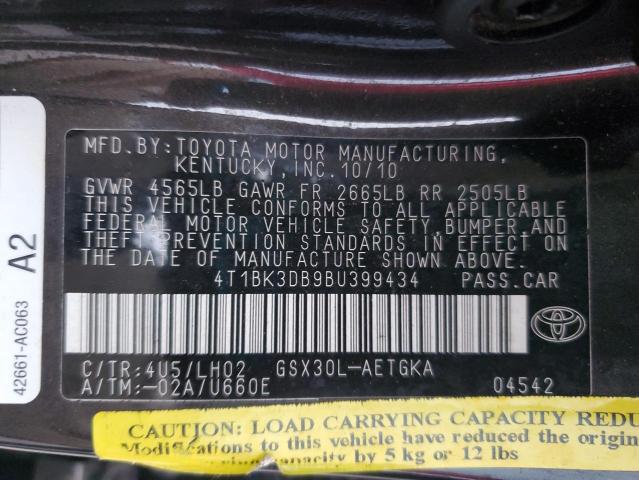 MFD.BY:TOYOTA MOTOR MANUFACTURING,
KENTUCKY,INC.10/10
GVWR 4565LB GAWR FR 2665LB RR 2505LB
THIS VEHICLE CONFORMS TO ALL APPLICABLE
FEDERAL MOTOR VEHICLE SAFETY,BUMPER,AND
THEFT PREVENTION STANDARDS IN EFFECT ON
THE DATE OF MANUFACTURE SHOWN ABOVE.
4T1BK3DB9BU399434 PASS.CAR
C/TR:4U5/LH02 GSX30L-AETGKA
A/TM:-02A/U660E 04542
A2
42661-AC063
CAUTION: LOAD CARRYING CAPACITY REDU
Modifications to this vehicle have reduced the origin
capacity by 5 kg or 12 lbs